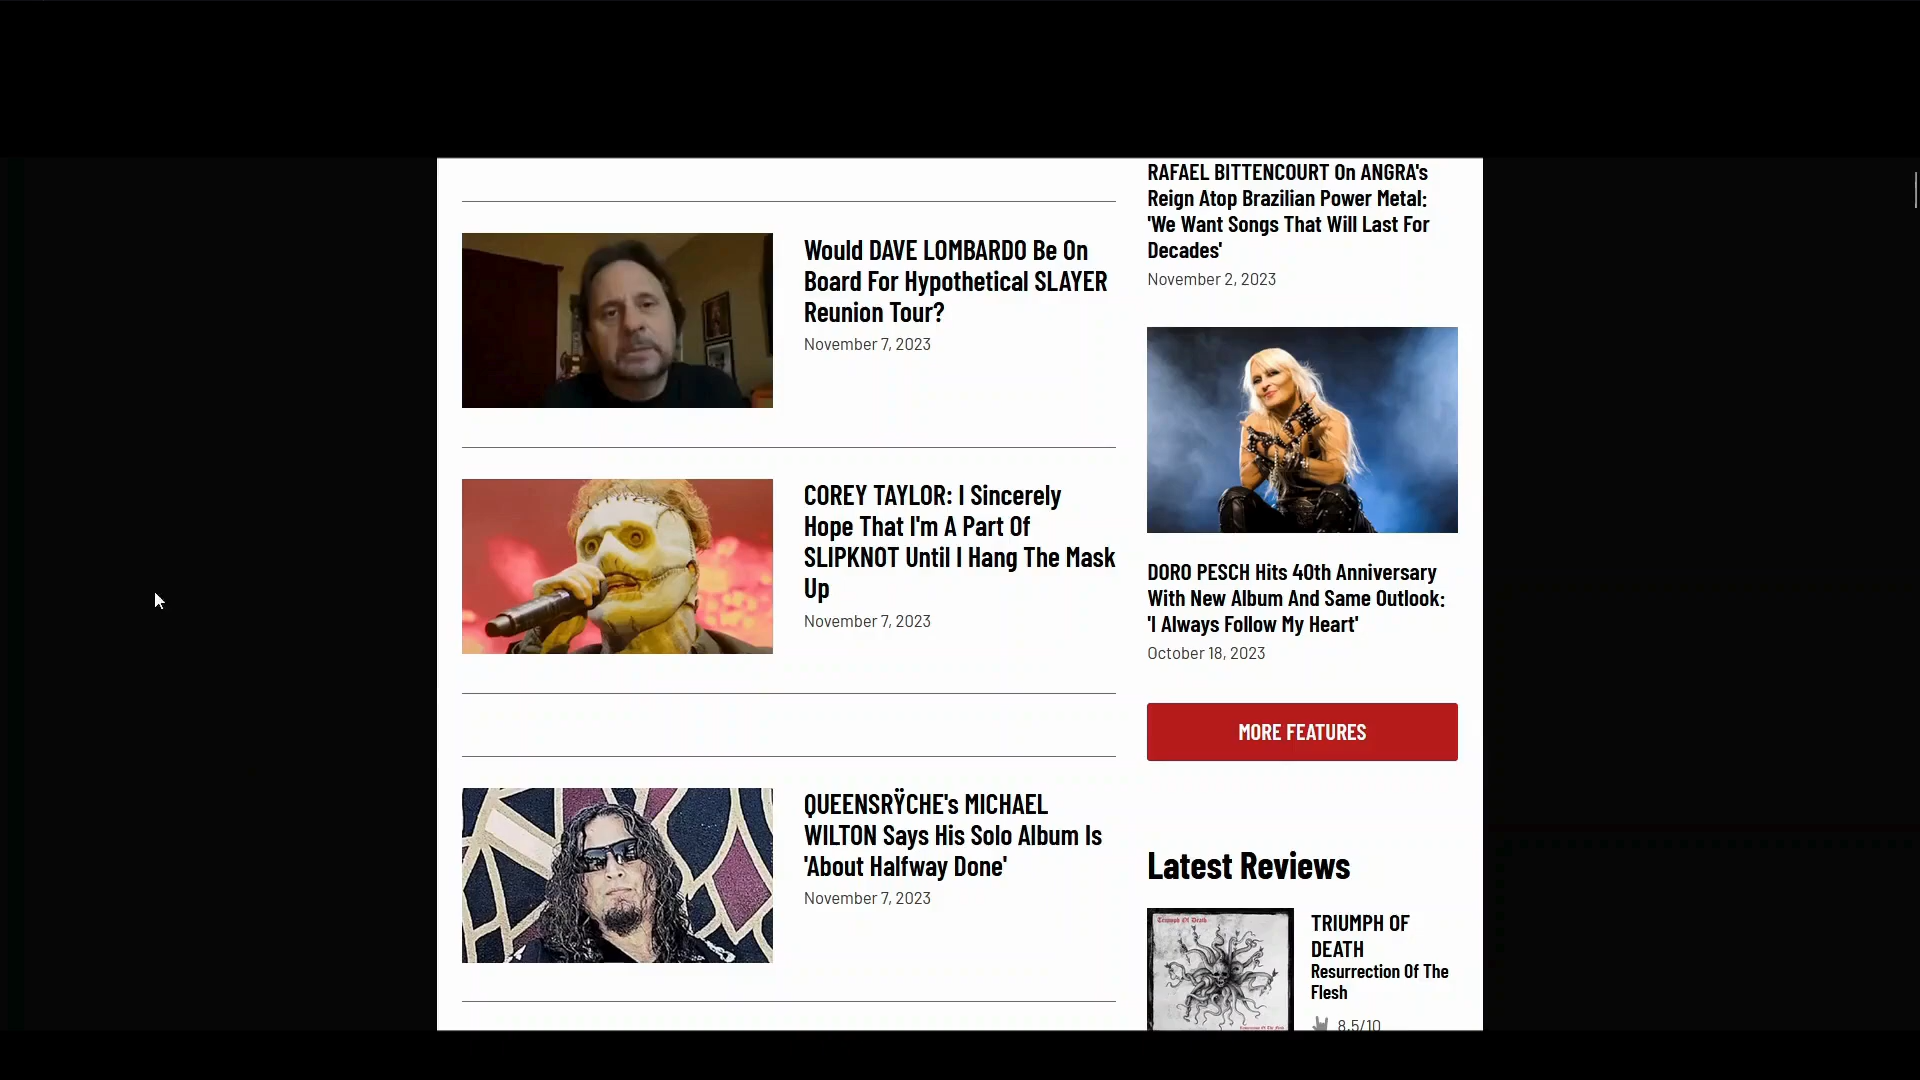 Would DAVE LOMBARDO Be On
Board For Hypothetical SLAYER
Reunion Tour?
November 7, 2023
COREY TAYLOR: I Sincerely
Hope That I'm A Part Of
SLIPKNOT Until I Hang The Mask
Up
November 7, 2023
QUEENSRŸCHE's MICHAEL
WILTON Says His Solo Album Is
'About Halfway Done'
November 7, 2023
RAFAEL BITTENCOURT On ANGRA's
Reign Atop Brazilian Power Metal:
'We Want Songs That Will Last For
Decades'
November 2, 2023
DORO PESCH Hits 40th Anniversary
With New Album And Same Outlook:
'I Always Follow My Heart'
October 18, 2023
MORE FEATURES
Latest Reviews
Triumph Of Death
TRIUMPH OF
DEATH
Resurrection Of The
Flesh
8.5/10